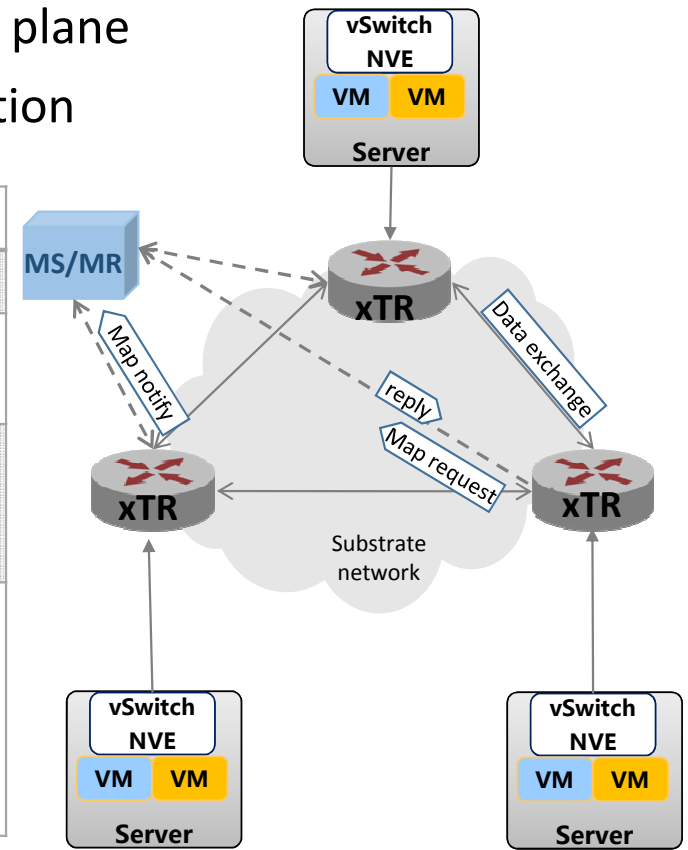 plane
tion
vSwitch
NVE
VM VM
Server
MS/MR
xTR
Map notify
Data exchange
reply
Map request
xTR
xTR
Substrate
network
vSwitch
NVE
VM VM
Server
vSwitch
NVE
VM VM
Server